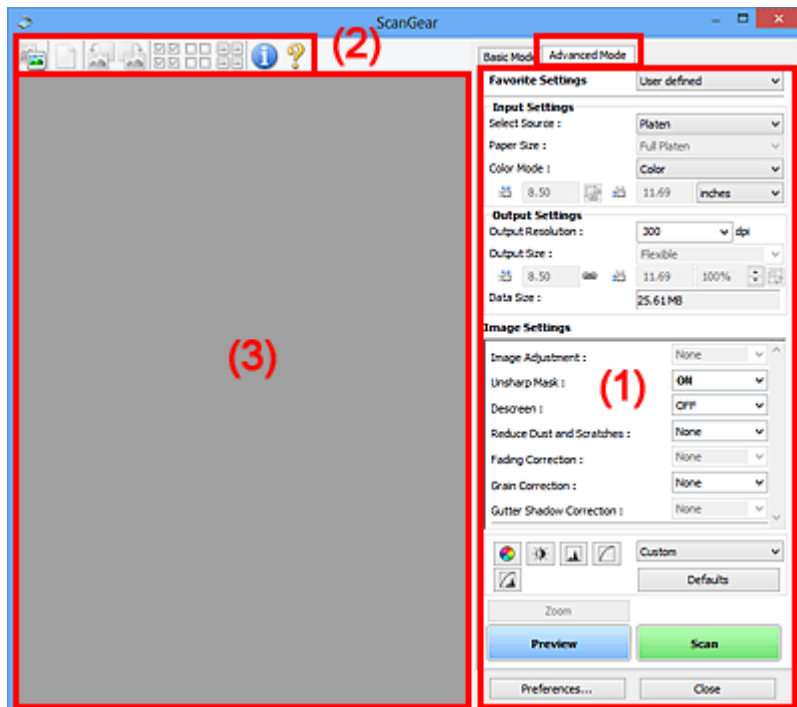 ScanGear
(2)
Basic Mode Advanced Mode
Favorite Settings User defined
Input Settings
Select Source : Platen
Paper Size : Full Platen
Color Mode : Color
8.50 11.69 inches
Output Settings
Output Resolution : 300 dpi
Output Size : Flexible
8.50 11.69 100%
Data Size : 25.61MB
Image Settings
Image Adjustment : None
Unsharp Mask : ON
Descreen : OFF
Reduce Dust and Scratches : None
Fading Correction : None
Grain Correction : None
Gutter Shadow Correction : None
(3)
(1)
Custom
Defaults
Zoom
Preview Scan
Preferences... Close